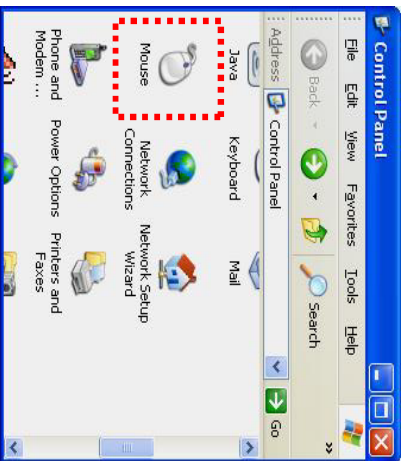 Control Panel
File Edit View Favorites Tools Help
Back Search »
Address Control Panel Go
Java Keyboard Mail
Mouse Network
Connections Network Setup
Wizard
Phone and
Modem ... Power Options Printers and
Faxes